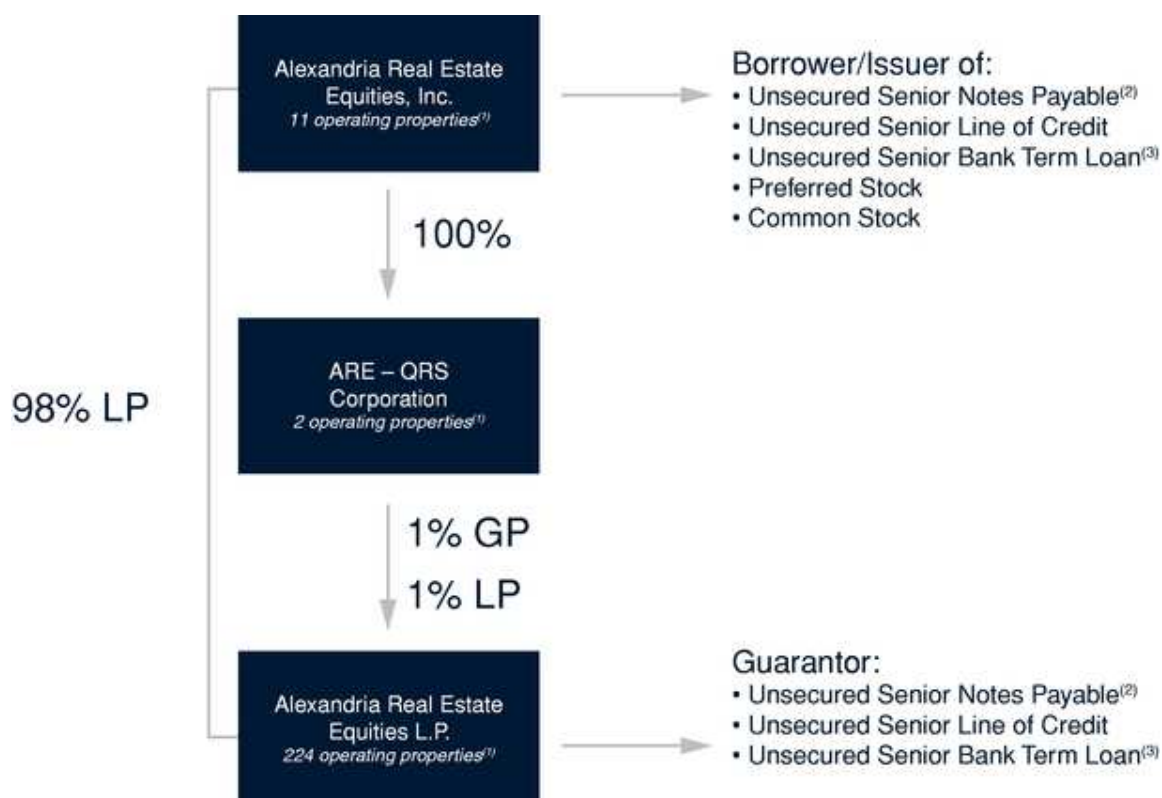 Alexandria Real Estate
Equities, Inc.
11 operating properties(1)
Borrower/Issuer of:
• Unsecured Senior Notes Payable(2)
• Unsecured Senior Line of Credit
• Unsecured Senior Bank Term Loan(3)
• Preferred Stock
• Common Stock
100%
ARE – QRS
Corporation
2 operating properties(1)
98% LP
1% GP
1% LP
Alexandria Real Estate
Equities L.P.
224 operating properties(1)
Guarantor:
• Unsecured Senior Notes Payable(2)
• Unsecured Senior Line of Credit
• Unsecured Senior Bank Term Loan(3)